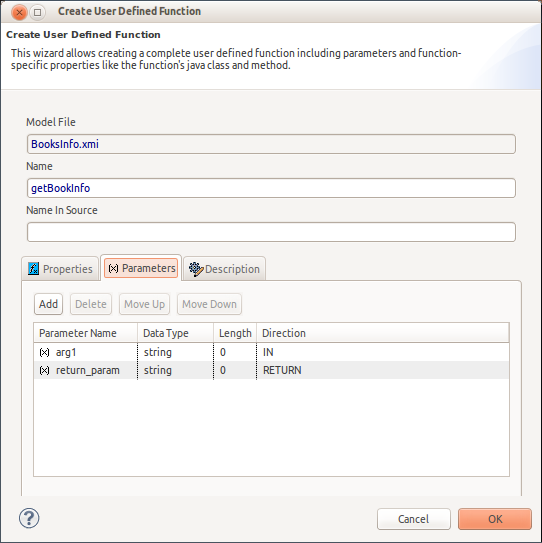 Create User Defined Function
Create User Defined Function
This wizard allows creating a complete user defined function including parameters and function-
specific properties like the function's java class and method.
Model File
BooksInfo.xmi
Name
getBookInfo
Name In Source
Properties (x) Parameters Description
Add Delete Move Up Move Down
Parameter Name Data Type Length Direction
(x) arg1 string 0 IN
(x) return_param string 0 RETURN
? Cancel OK